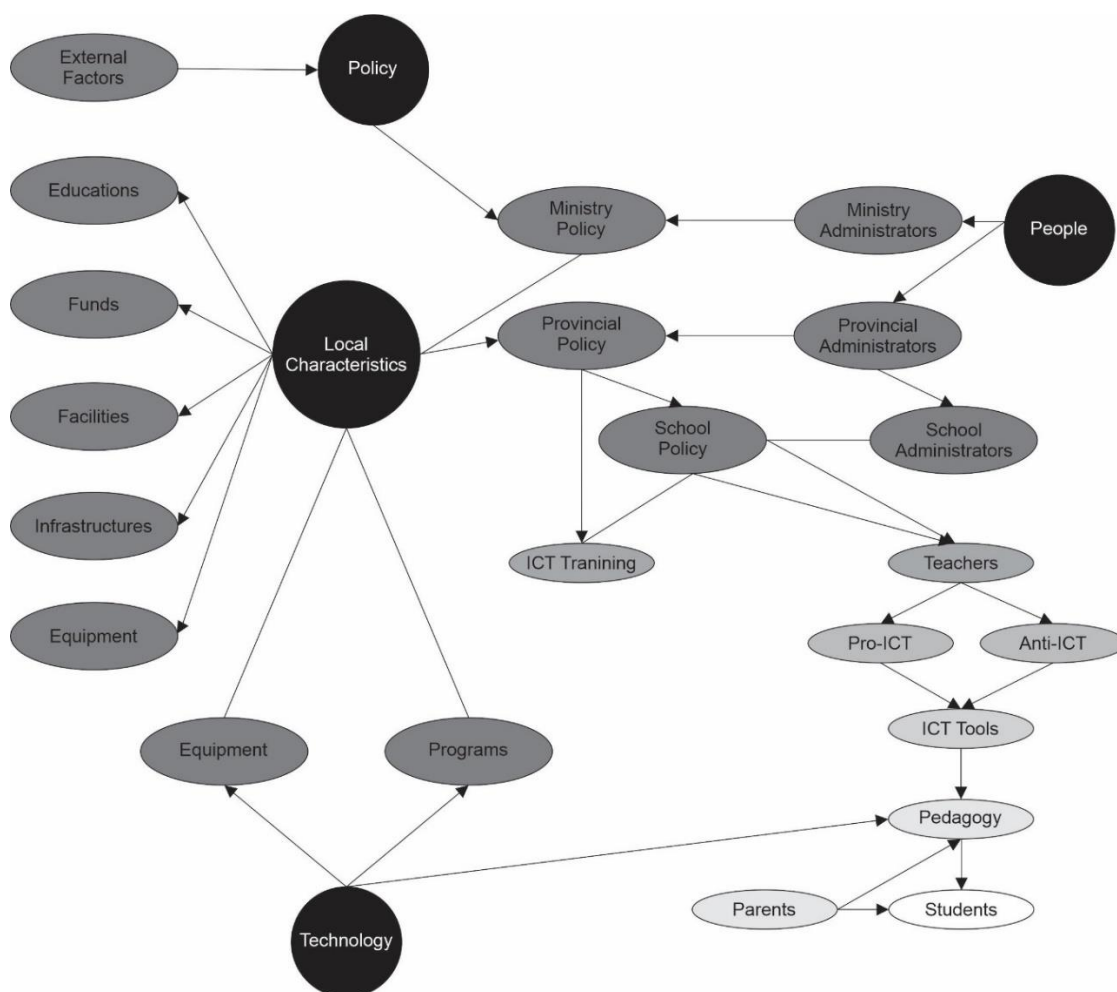 External
Factors
Policy
Educations
Ministry
Policy
Ministry
Administrators
People
Funds
Local
Characteristics
Provincial
Policy
Provincial
Administrators
Facilities
School
Policy
School
Administrators
Infrastructures
ICT Tranining
Teachers
Equipment
Pro-ICT
Anti-ICT
Equipment
Programs
ICT Tools
Pedagogy
Parents
Students
Technology